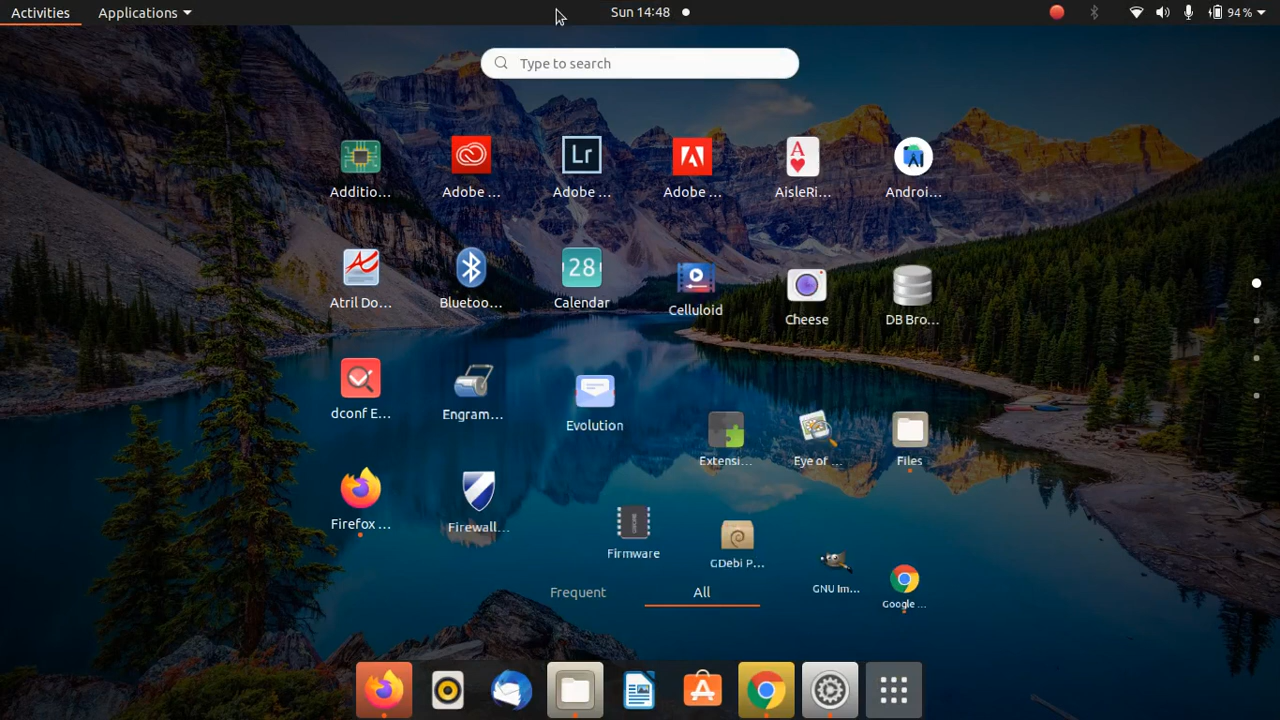 Activities Applications Sun 14:48 94 %
Type to search
Additio... Adobe ... Adobe ... Adobe ... AisleRi... Androi...
Atril Do... Bluetoo... Calendar Celluloid Cheese DB Bro...
dconf E... Engram... Evolution Extensi... Eye of ... Files
Firefox ... Firewall... Firmware GDebi P... GNU Im... Google ...
Frequent All